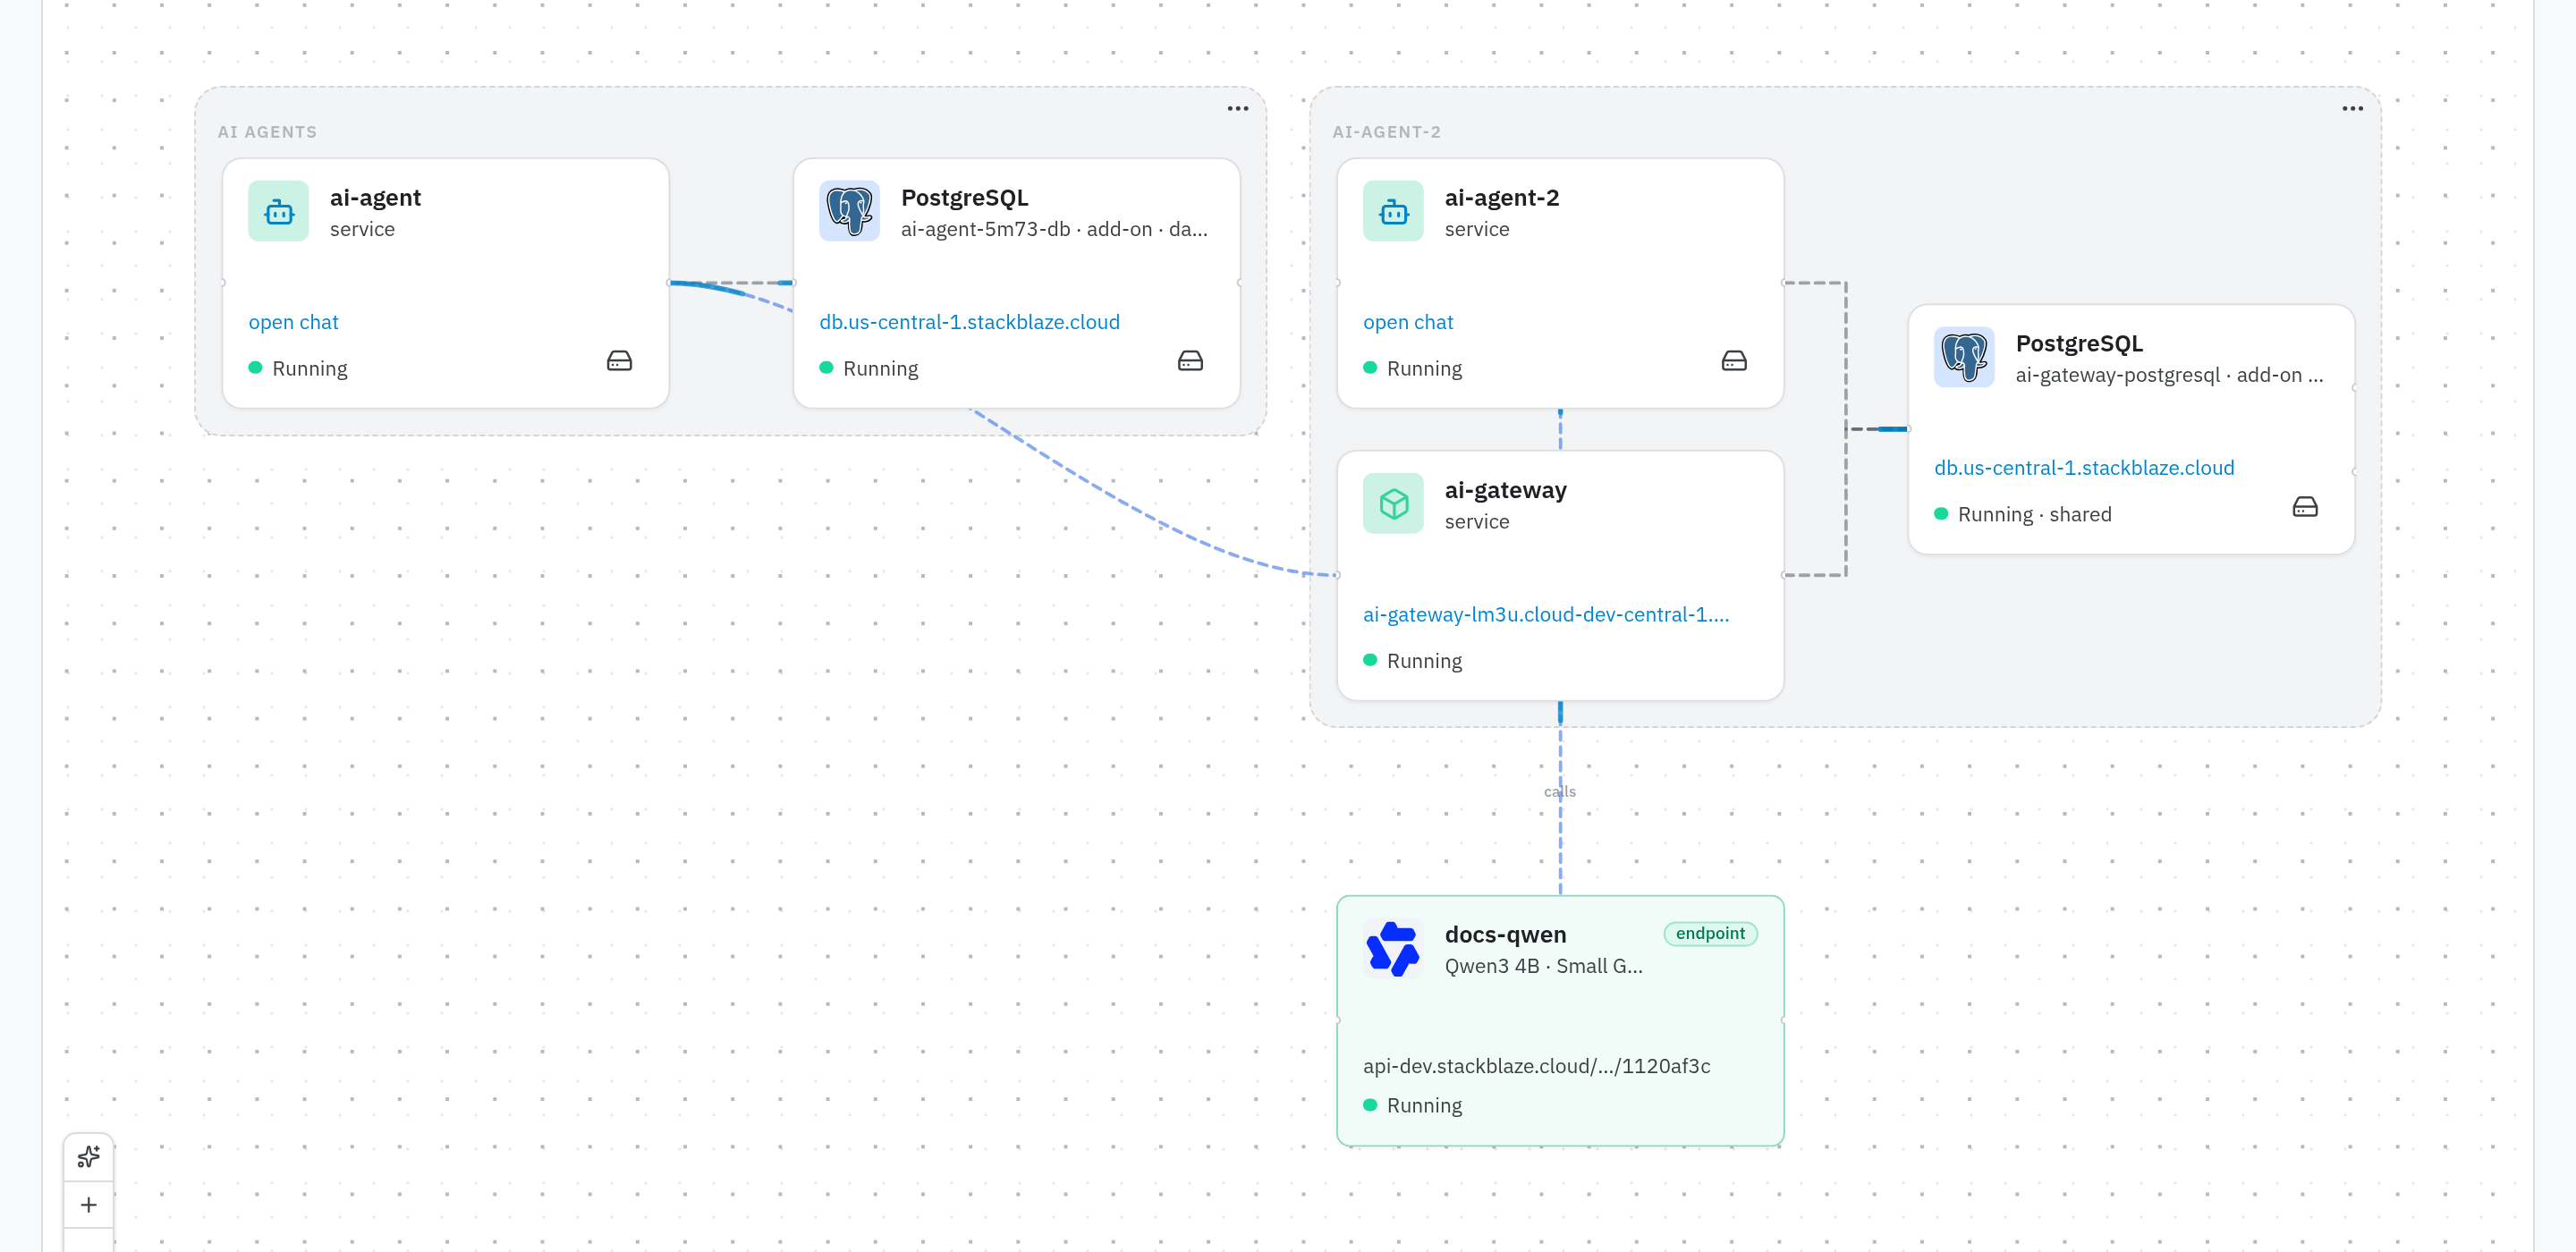 AI AGENTS
ai-agent
service
open chat
Running
PostgreSQL
ai-agent-5m73-db · add-on · da...
db.us-central-1.stackblaze.cloud
Running
AI-AGENT-2
ai-agent-2
service
open chat
Running
ai-gateway
service
ai-gateway-lm3u.cloud-dev-central-1....
Running
PostgreSQL
ai-gateway-postgresql · add-on ...
db.us-central-1.stackblaze.cloud
Running · shared
calls
docs-qwen
endpoint
Qwen3 4B · Small G...
api-dev.stackblaze.cloud/.../1120af3c
Running